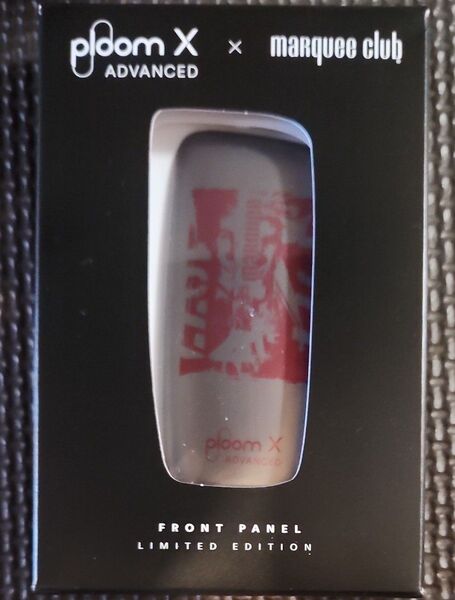 ploom X × marquee club
ADVANCED
ploom X
ADVANCED
FRONT PANEL
LIMITED EDITION